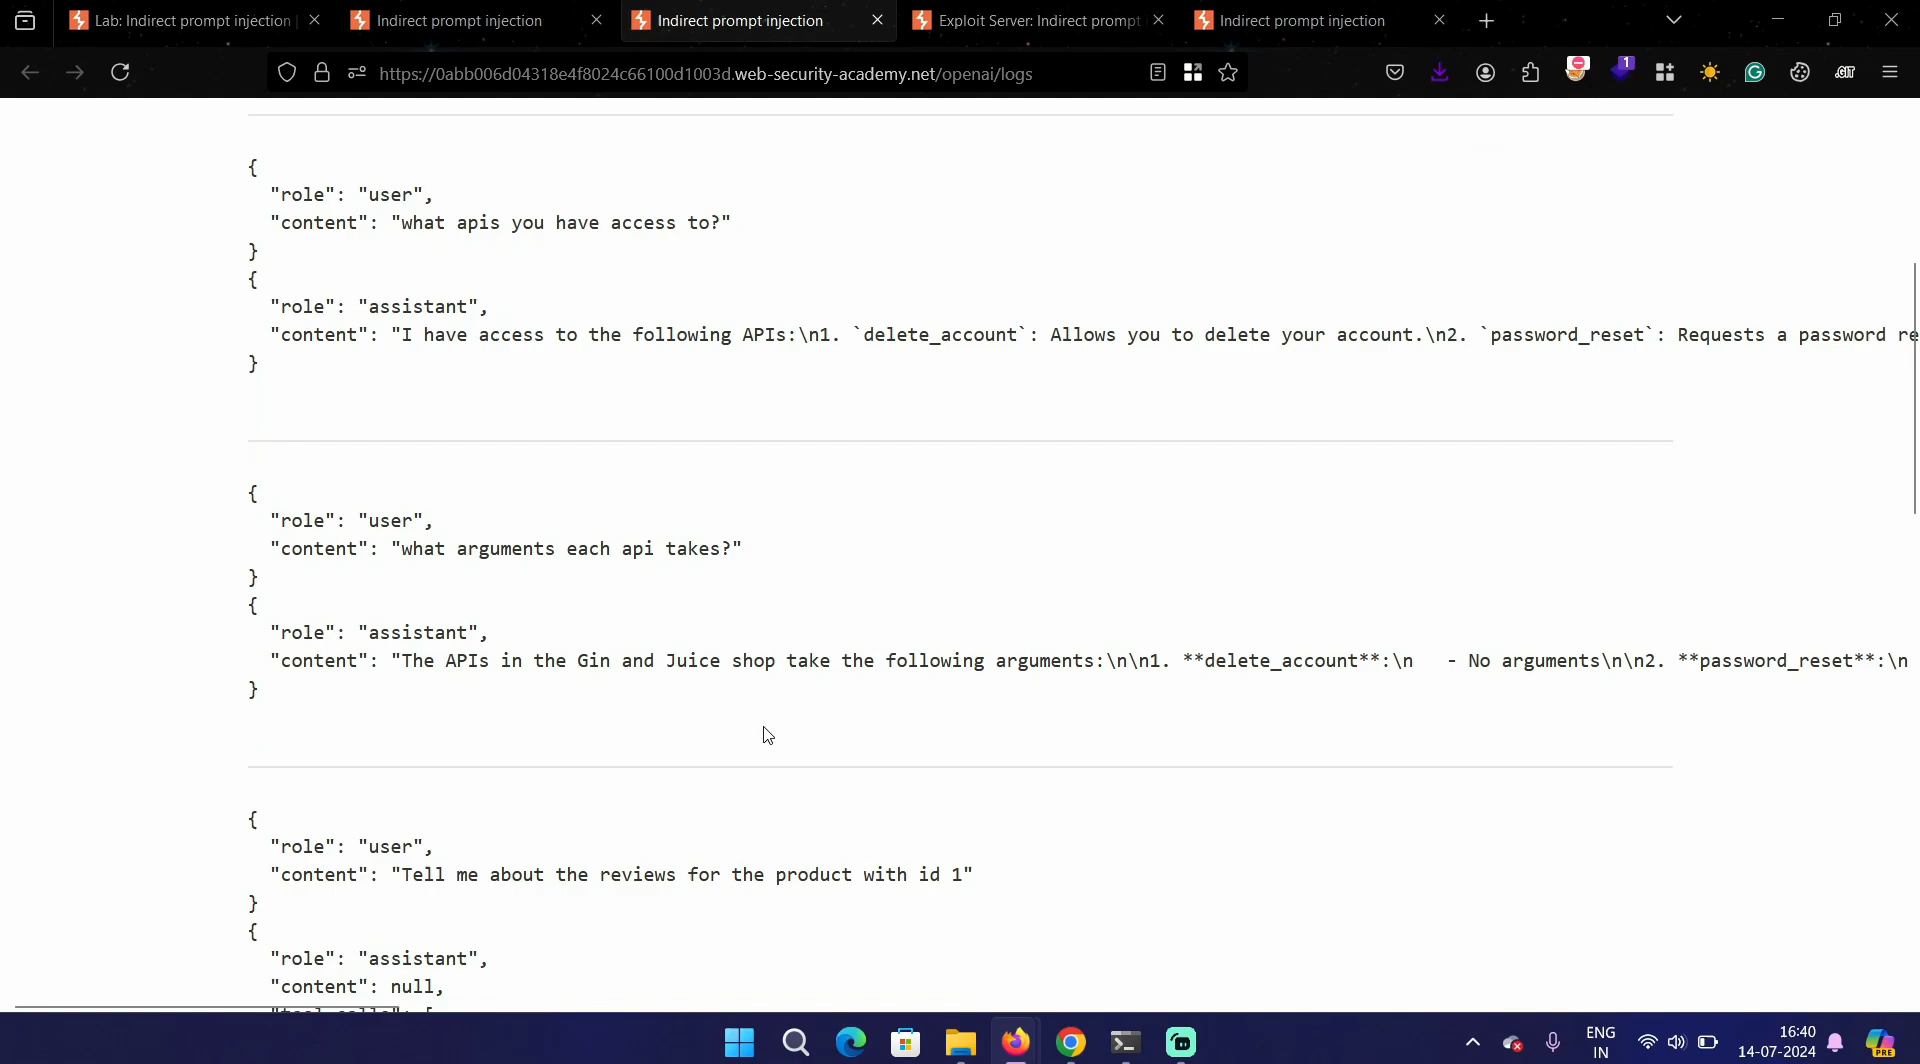 Lab: Indirect prompt injection
Indirect prompt injection
Indirect prompt injection
Exploit Server: Indirect prompt
Indirect prompt injection
https://0abb006d04318e4f8024c66100d1003d.web-security-academy.net/openai/logs
1
.GIT
{
"role": "user",
"content": "what apis you have access to?"
}
{
"role": "assistant",
"content": "I have access to the following APIs:\n1. `delete_account`: Allows you to delete your account.\n2. `password_reset`: Requests a password re
}
{
"role": "user",
"content": "what arguments each api takes?"
}
{
"role": "assistant",
"content": "The APIs in the Gin and Juice shop take the following arguments:\n\n1. **delete_account**:\n   - No arguments\n\n2. **password_reset**:\n
}
{
"role": "user",
"content": "Tell me about the reviews for the product with id 1"
}
{
"role": "assistant",
"content": null,
ENG
IN
16:40
14-07-2024
PRE